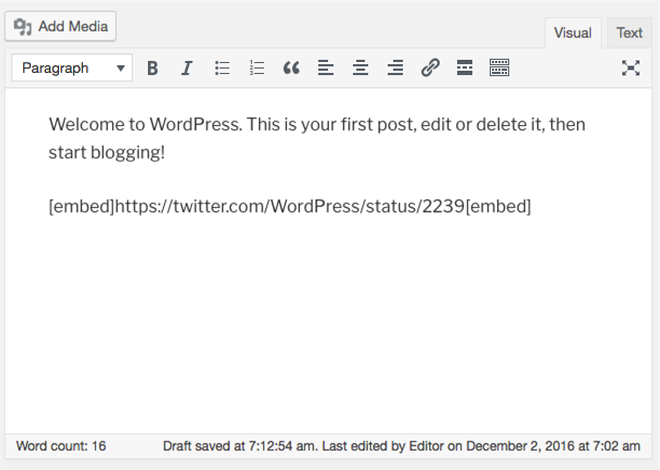 Add Media
Visual Text
Paragraph
Welcome to WordPress. This is your first post, edit or delete it, then
start blogging!
[embed]https://twitter.com/WordPress/status/2239[embed]
Word count: 16 Draft saved at 7:12:54 am. Last edited by Editor on December 2, 2016 at 7:02 am